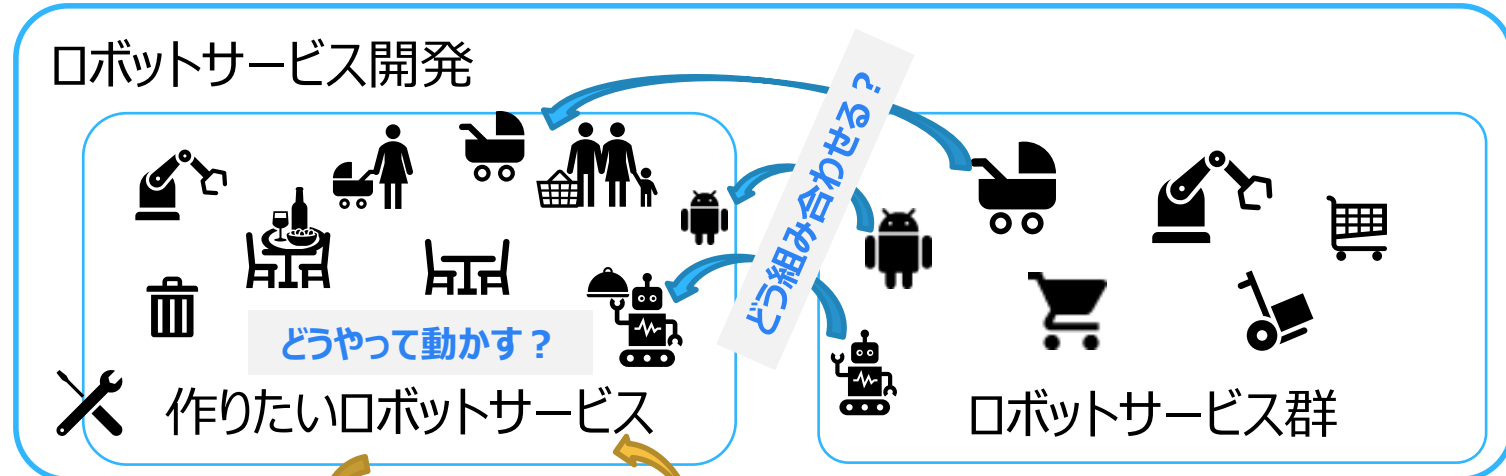 ロボットサービス開発
どう組み合わせる？
どうやって動かす？
作りたいロボットサービス
ロボットサービス群